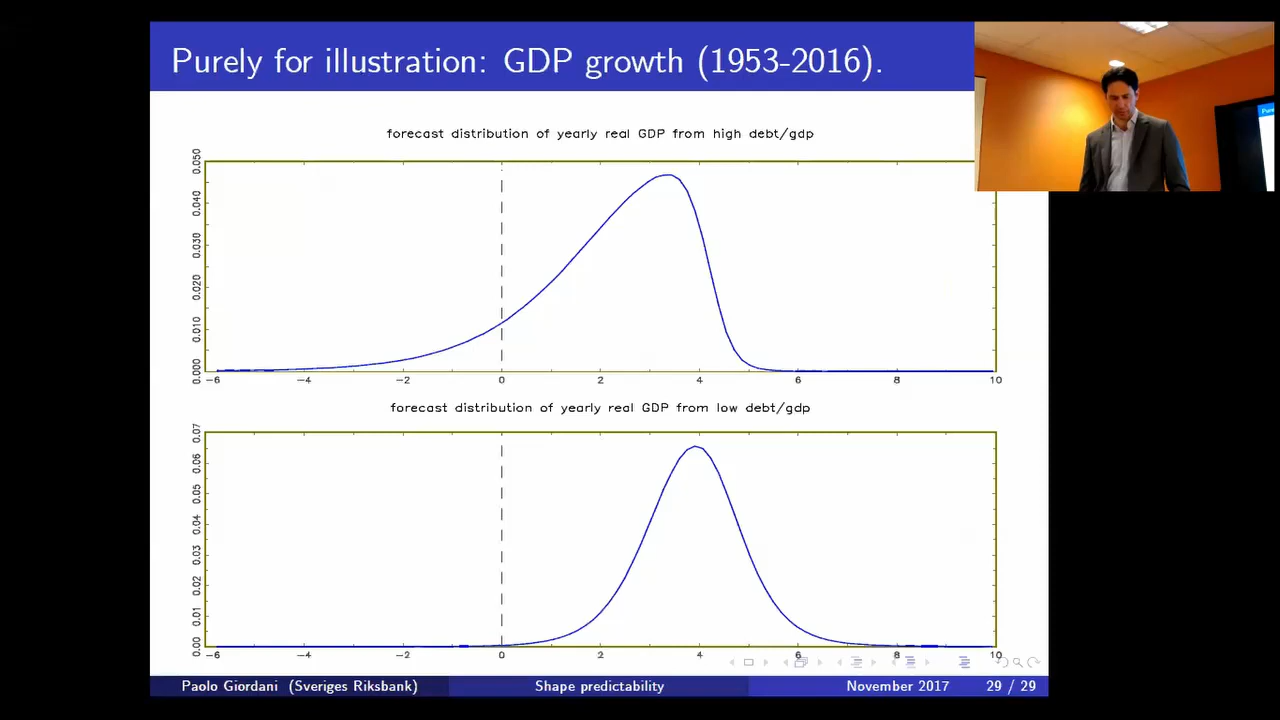 Purely for illustration: GDP growth (1953-2016).
forecast distribution of yearly real GDP from high debt/gdp
0.050
0.040
0.030
0.020
0.010
0.000
-6 -4 -2 0 2 4 6 8 10
forecast distribution of yearly real GDP from low debt/gdp
0.07
0.06
0.05
0.04
0.03
0.02
0.01
0.00
-6 -4 -2 0 2 4 6 8 10
Paolo Giordani (Sveriges Riksbank) Shape predictability November 2017 29 / 29